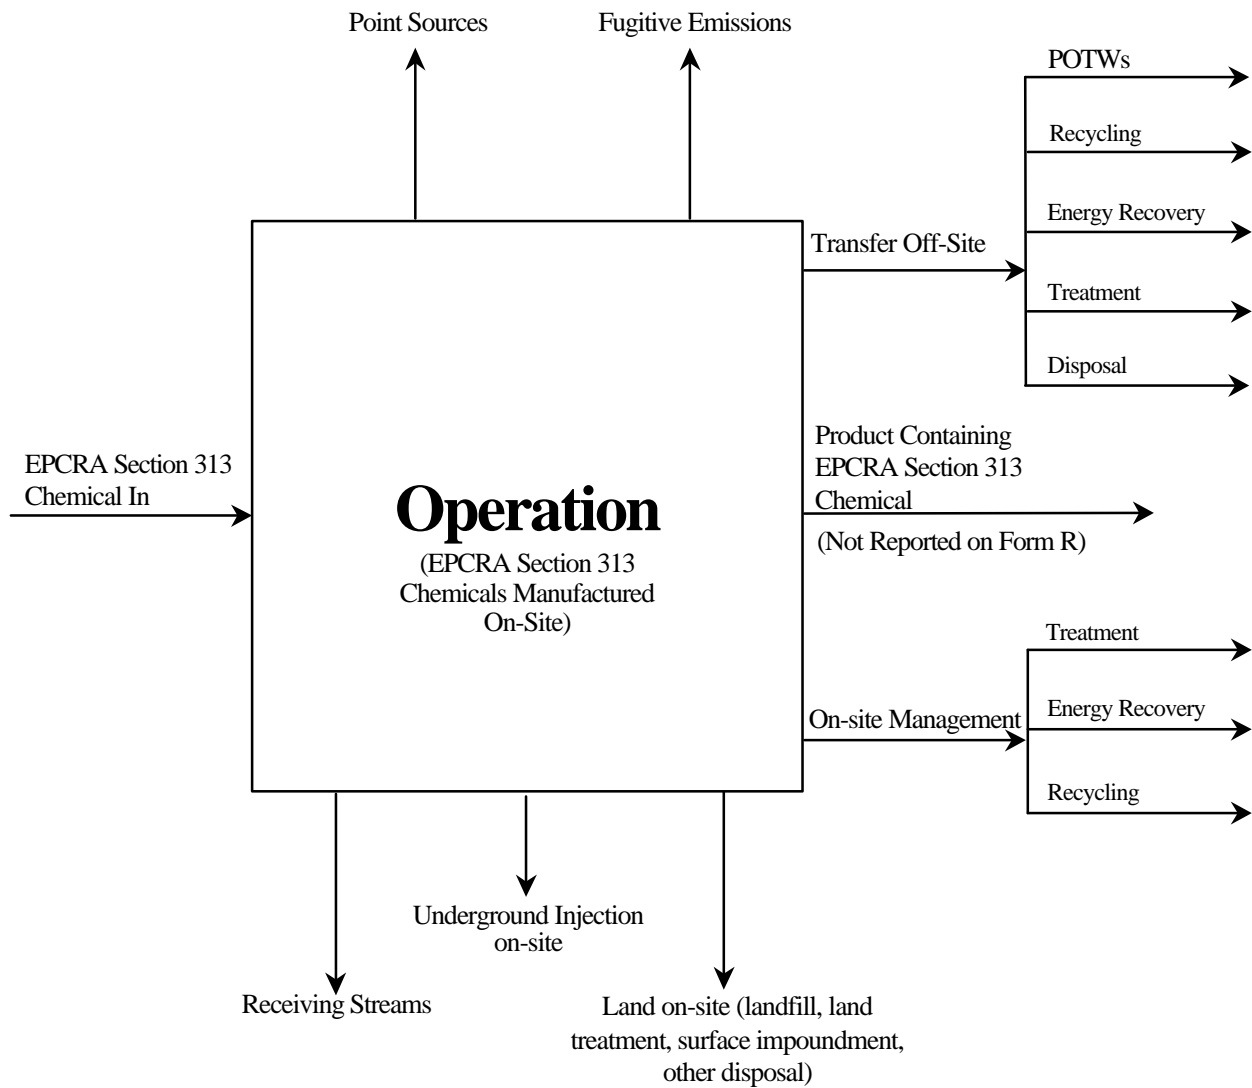 Point Sources
Fugitive Emissions
POTWs
Recycling
Energy Recovery
Transfer Off-Site
Treatment
Disposal
Product Containing
EPCRA Section 313
Chemical
(Not Reported on Form R)
EPCRA Section 313
Chemical In
Operation
(EPCRA Section 313
Chemicals Manufactured
On-Site)
Treatment
On-site Management
Energy Recovery
Recycling
Underground Injection
on-site
Receiving Streams
Land on-site (landfill, land
treatment, surface impoundment,
other disposal)